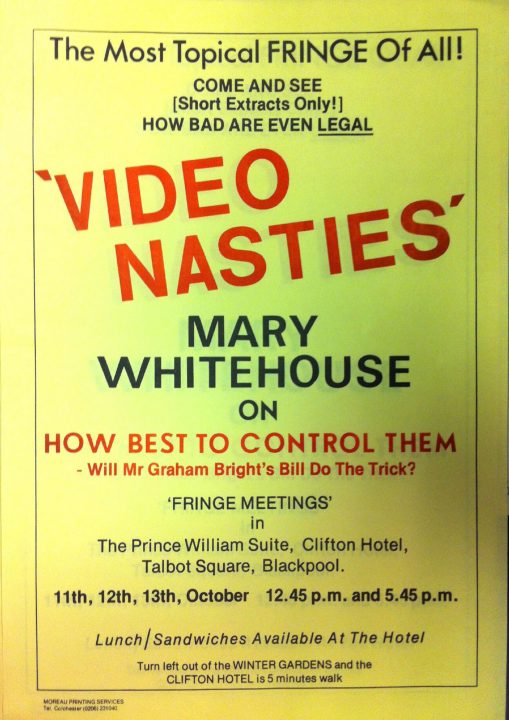 The Most Topical FRINGE Of All!
COME AND SEE
[Short Extracts Only!]
HOW BAD ARE EVEN LEGAL
'VIDEO
NASTIES'
MARY
WHITEHOUSE
ON
HOW BEST TO CONTROL THEM
- Will Mr Graham Bright's Bill Do The Trick?
'FRINGE MEETINGS'
in
The Prince William Suite, Clifton Hotel,
Talbot Square, Blackpool.
11th, 12th, 13th, October 12.45 p.m. and 5.45 p.m.
Lunch/Sandwiches Available At The Hotel
Turn left out of the WINTER GARDENS and the
CLIFTON HOTEL is 5 minutes walk
MOREAU PRINTING SERVICES
Tel. Colchester (0206)